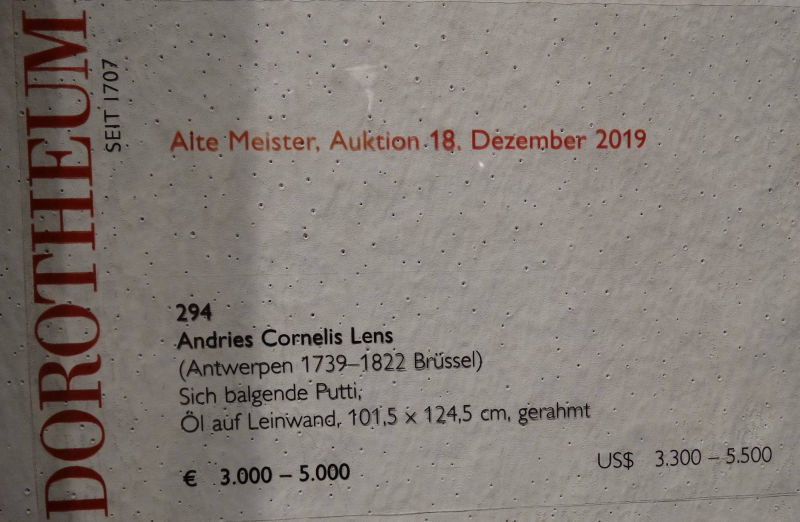 DOROTHEUM
SEIT 1707
Alte Meister, Auktion 18. Dezember 2019
294
Andries Cornelis Lens
(Antwerpen 1739–1822 Brüssel)
Sich balgende Putti,
Öl auf Leinwand, 101,5 x 124,5 cm, gerahmt
€ 3.000 – 5.000
US$ 3.300 – 5.500